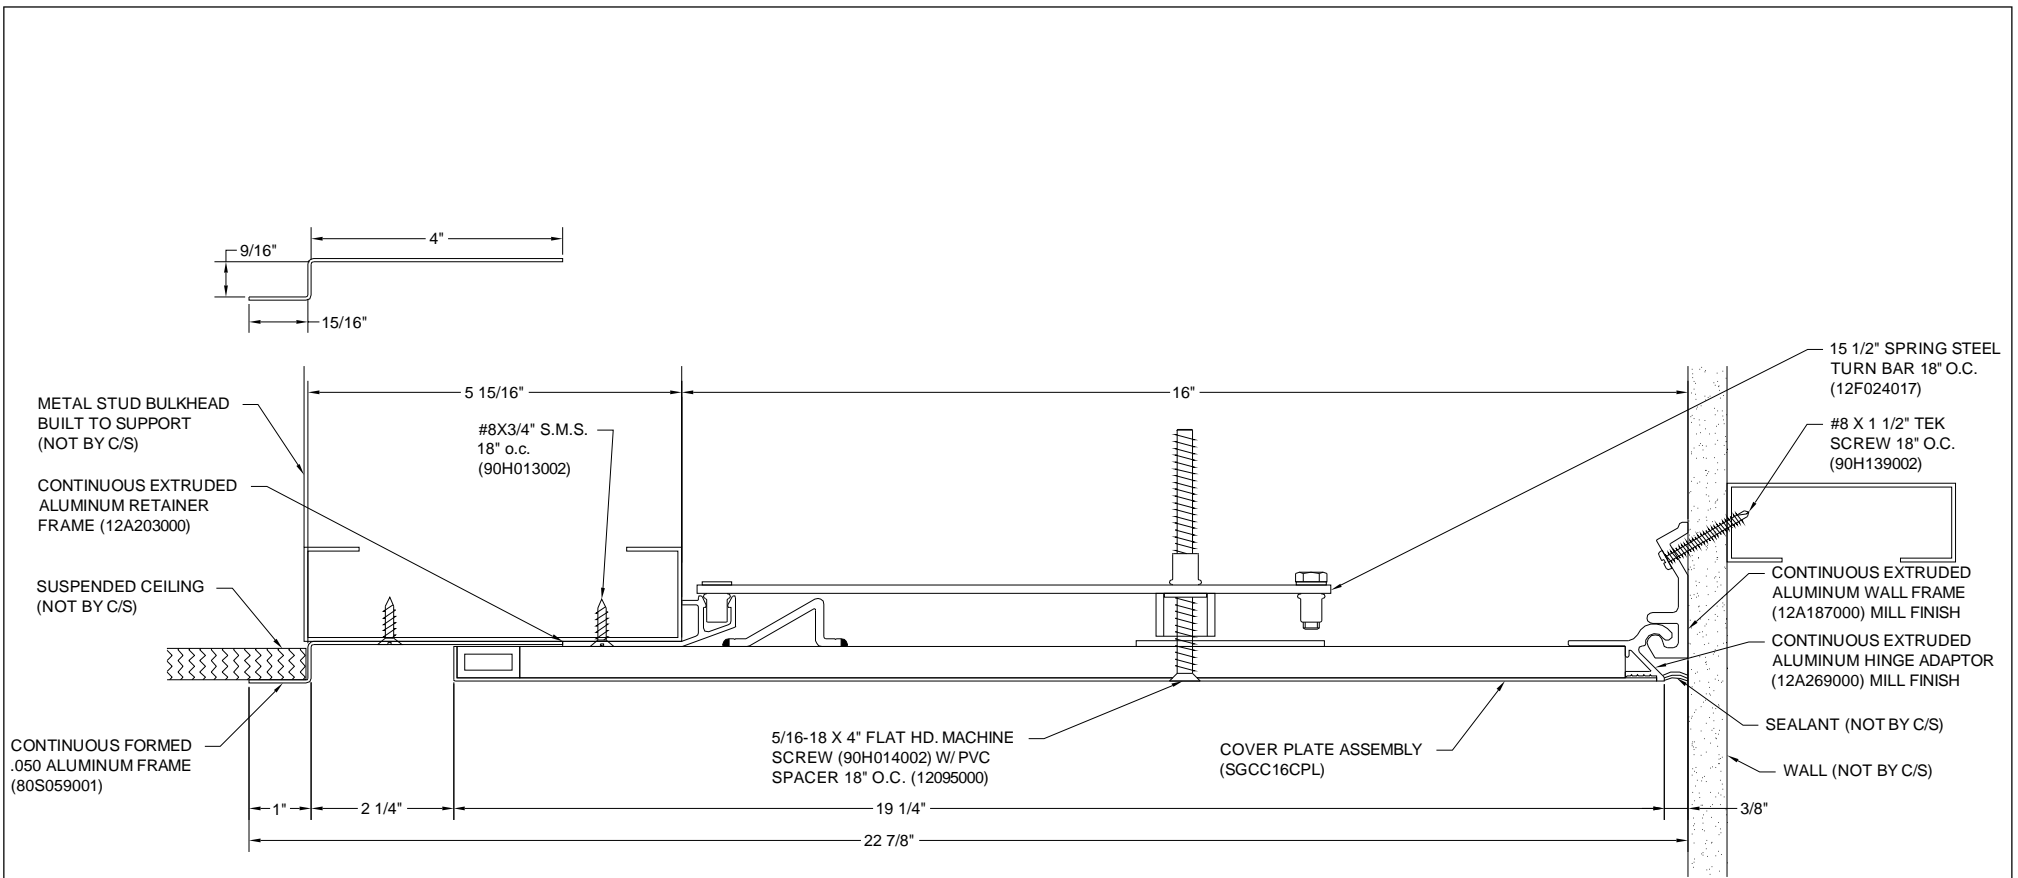 4"
9/16"
15/16"
5 15/16"
16"
METAL STUD BULKHEAD
BUILT TO SUPPORT
(NOT BY C/S)
#8X3/4" S.M.S.
18" o.c.
(90H013002)
CONTINUOUS EXTRUDED
ALUMINUM RETAINER
FRAME (12A203000)
SUSPENDED CEILING
(NOT BY C/S)
CONTINUOUS FORMED
.050 ALUMINUM FRAME
(80S059001)
15 1/2" SPRING STEEL
TURN BAR 18" O.C.
(12F024017)
#8 X 1 1/2" TEK
SCREW 18" O.C.
(90H139002)
CONTINUOUS EXTRUDED
ALUMINUM WALL FRAME
(12A187000) MILL FINISH
CONTINUOUS EXTRUDED
ALUMINUM HINGE ADAPTOR
(12A269000) MILL FINISH
SEALANT (NOT BY C/S)
WALL (NOT BY C/S)
5/16-18 X 4" FLAT HD. MACHINE
SCREW (90H014002) W/ PVC
SPACER 18" O.C. (12095000)
COVER PLATE ASSEMBLY
(SGCC16CPL)
1"
2 1/4"
19 1/4"
3/8"
22 7/8"